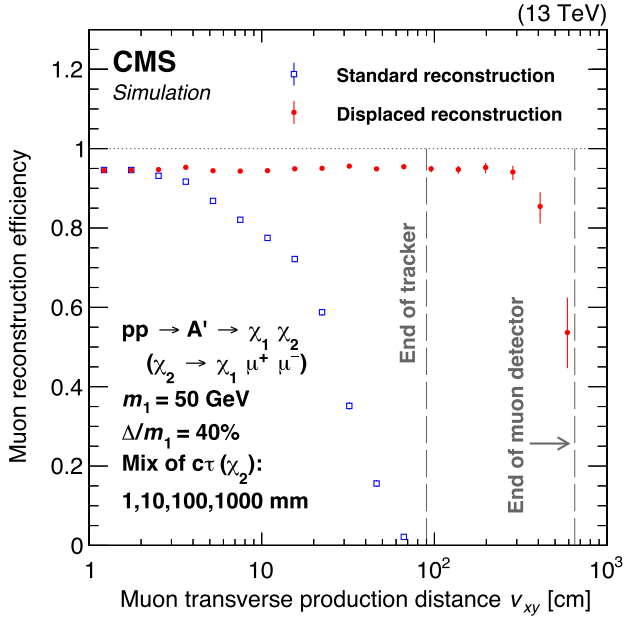 (13 TeV)
CMS
Simulation
Standard reconstruction
Displaced reconstruction
Muon reconstruction efficiency
1.2
1
0.8
0.6
0.4
0.2
0
pp → A' → χ₁ χ₂
(χ₂ → χ₁ μ⁺ μ⁻)
m₁ = 50 GeV
Δ/m₁ = 40%
Mix of cτ (χ₂):
1,10,100,1000 mm
End of tracker
End of muon detector
1
10
10²
10³
Muon transverse production distance vₓᵧ [cm]